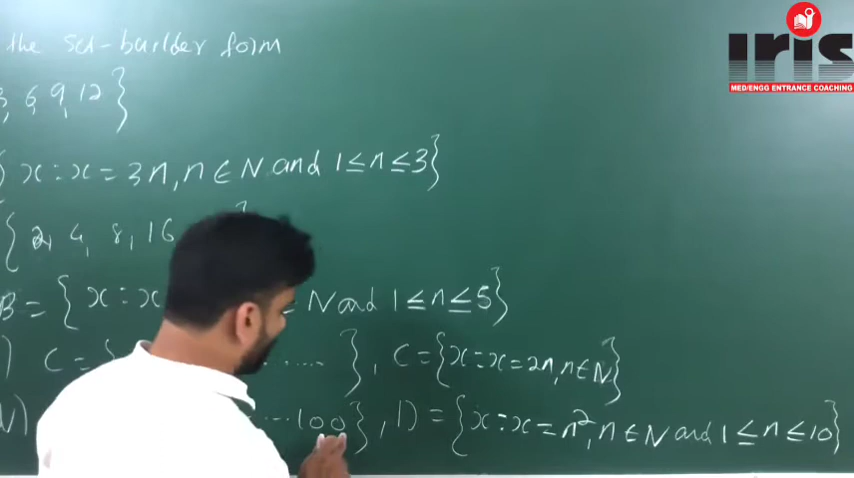 the set-builder form
3, 6, 9, 12}
{x : x = 3n, n ∈ N and 1 ≤ n ≤ 3}
{2, 4, 8, 16 }
B = {x : x N and 1 ≤ n ≤ 5}
) C = { . ..... }, C = {x : x = 2n, n ∈ N}
) ...100}, D = {x : x = n², n ∈ N and 1 ≤ n ≤ 10}
iris
MED/ENGG ENTRANCE COACHING